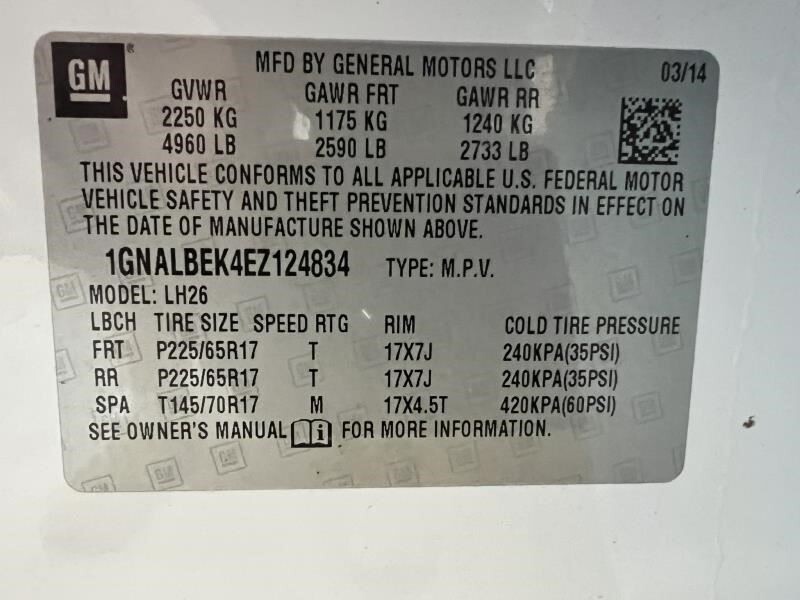 GM ® MFD BY GENERAL MOTORS LLC 03/14
GVWR GAWR FRT GAWR RR
2250 KG 1175 KG 1240 KG
4960 LB 2590 LB 2733 LB
THIS VEHICLE CONFORMS TO ALL APPLICABLE U.S. FEDERAL MOTOR
VEHICLE SAFETY AND THEFT PREVENTION STANDARDS IN EFFECT ON
THE DATE OF MANUFACTURE SHOWN ABOVE.
1GNALBEK4EZ124834 TYPE: M.P.V.
MODEL: LH26
LBCH TIRE SIZE SPEED RTG RIM COLD TIRE PRESSURE
FRT P225/65R17 T 17X7J 240KPA(35PSI)
RR P225/65R17 T 17X7J 240KPA(35PSI)
SPA T145/70R17 M 17X4.5T 420KPA(60PSI)
SEE OWNER'S MANUAL i FOR MORE INFORMATION.